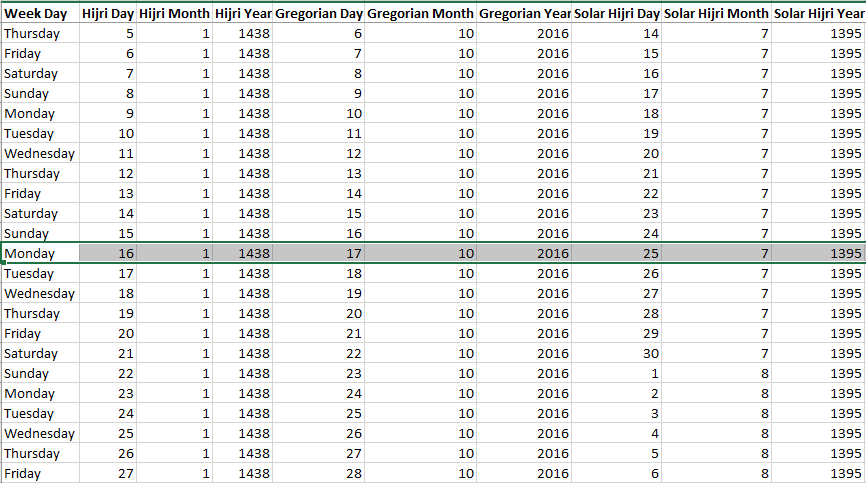 Week Day Hijri Day Hijri Month Hijri Year Gregorian Day Gregorian Month Gregorian Year Solar Hijri Day Solar Hijri Month Solar Hijri Year
Thursday 5 1 1438 6 10 2016 14 7 1395
Friday 6 1 1438 7 10 2016 15 7 1395
Saturday 7 1 1438 8 10 2016 16 7 1395
Sunday 8 1 1438 9 10 2016 17 7 1395
Monday 9 1 1438 10 10 2016 18 7 1395
Tuesday 10 1 1438 11 10 2016 19 7 1395
Wednesday 11 1 1438 12 10 2016 20 7 1395
Thursday 12 1 1438 13 10 2016 21 7 1395
Friday 13 1 1438 14 10 2016 22 7 1395
Saturday 14 1 1438 15 10 2016 23 7 1395
Sunday 15 1 1438 16 10 2016 24 7 1395
Monday 16 1 1438 17 10 2016 25 7 1395
Tuesday 17 1 1438 18 10 2016 26 7 1395
Wednesday 18 1 1438 19 10 2016 27 7 1395
Thursday 19 1 1438 20 10 2016 28 7 1395
Friday 20 1 1438 21 10 2016 29 7 1395
Saturday 21 1 1438 22 10 2016 30 7 1395
Sunday 22 1 1438 23 10 2016 1 8 1395
Monday 23 1 1438 24 10 2016 2 8 1395
Tuesday 24 1 1438 25 10 2016 3 8 1395
Wednesday 25 1 1438 26 10 2016 4 8 1395
Thursday 26 1 1438 27 10 2016 5 8 1395
Friday 27 1 1438 28 10 2016 6 8 1395